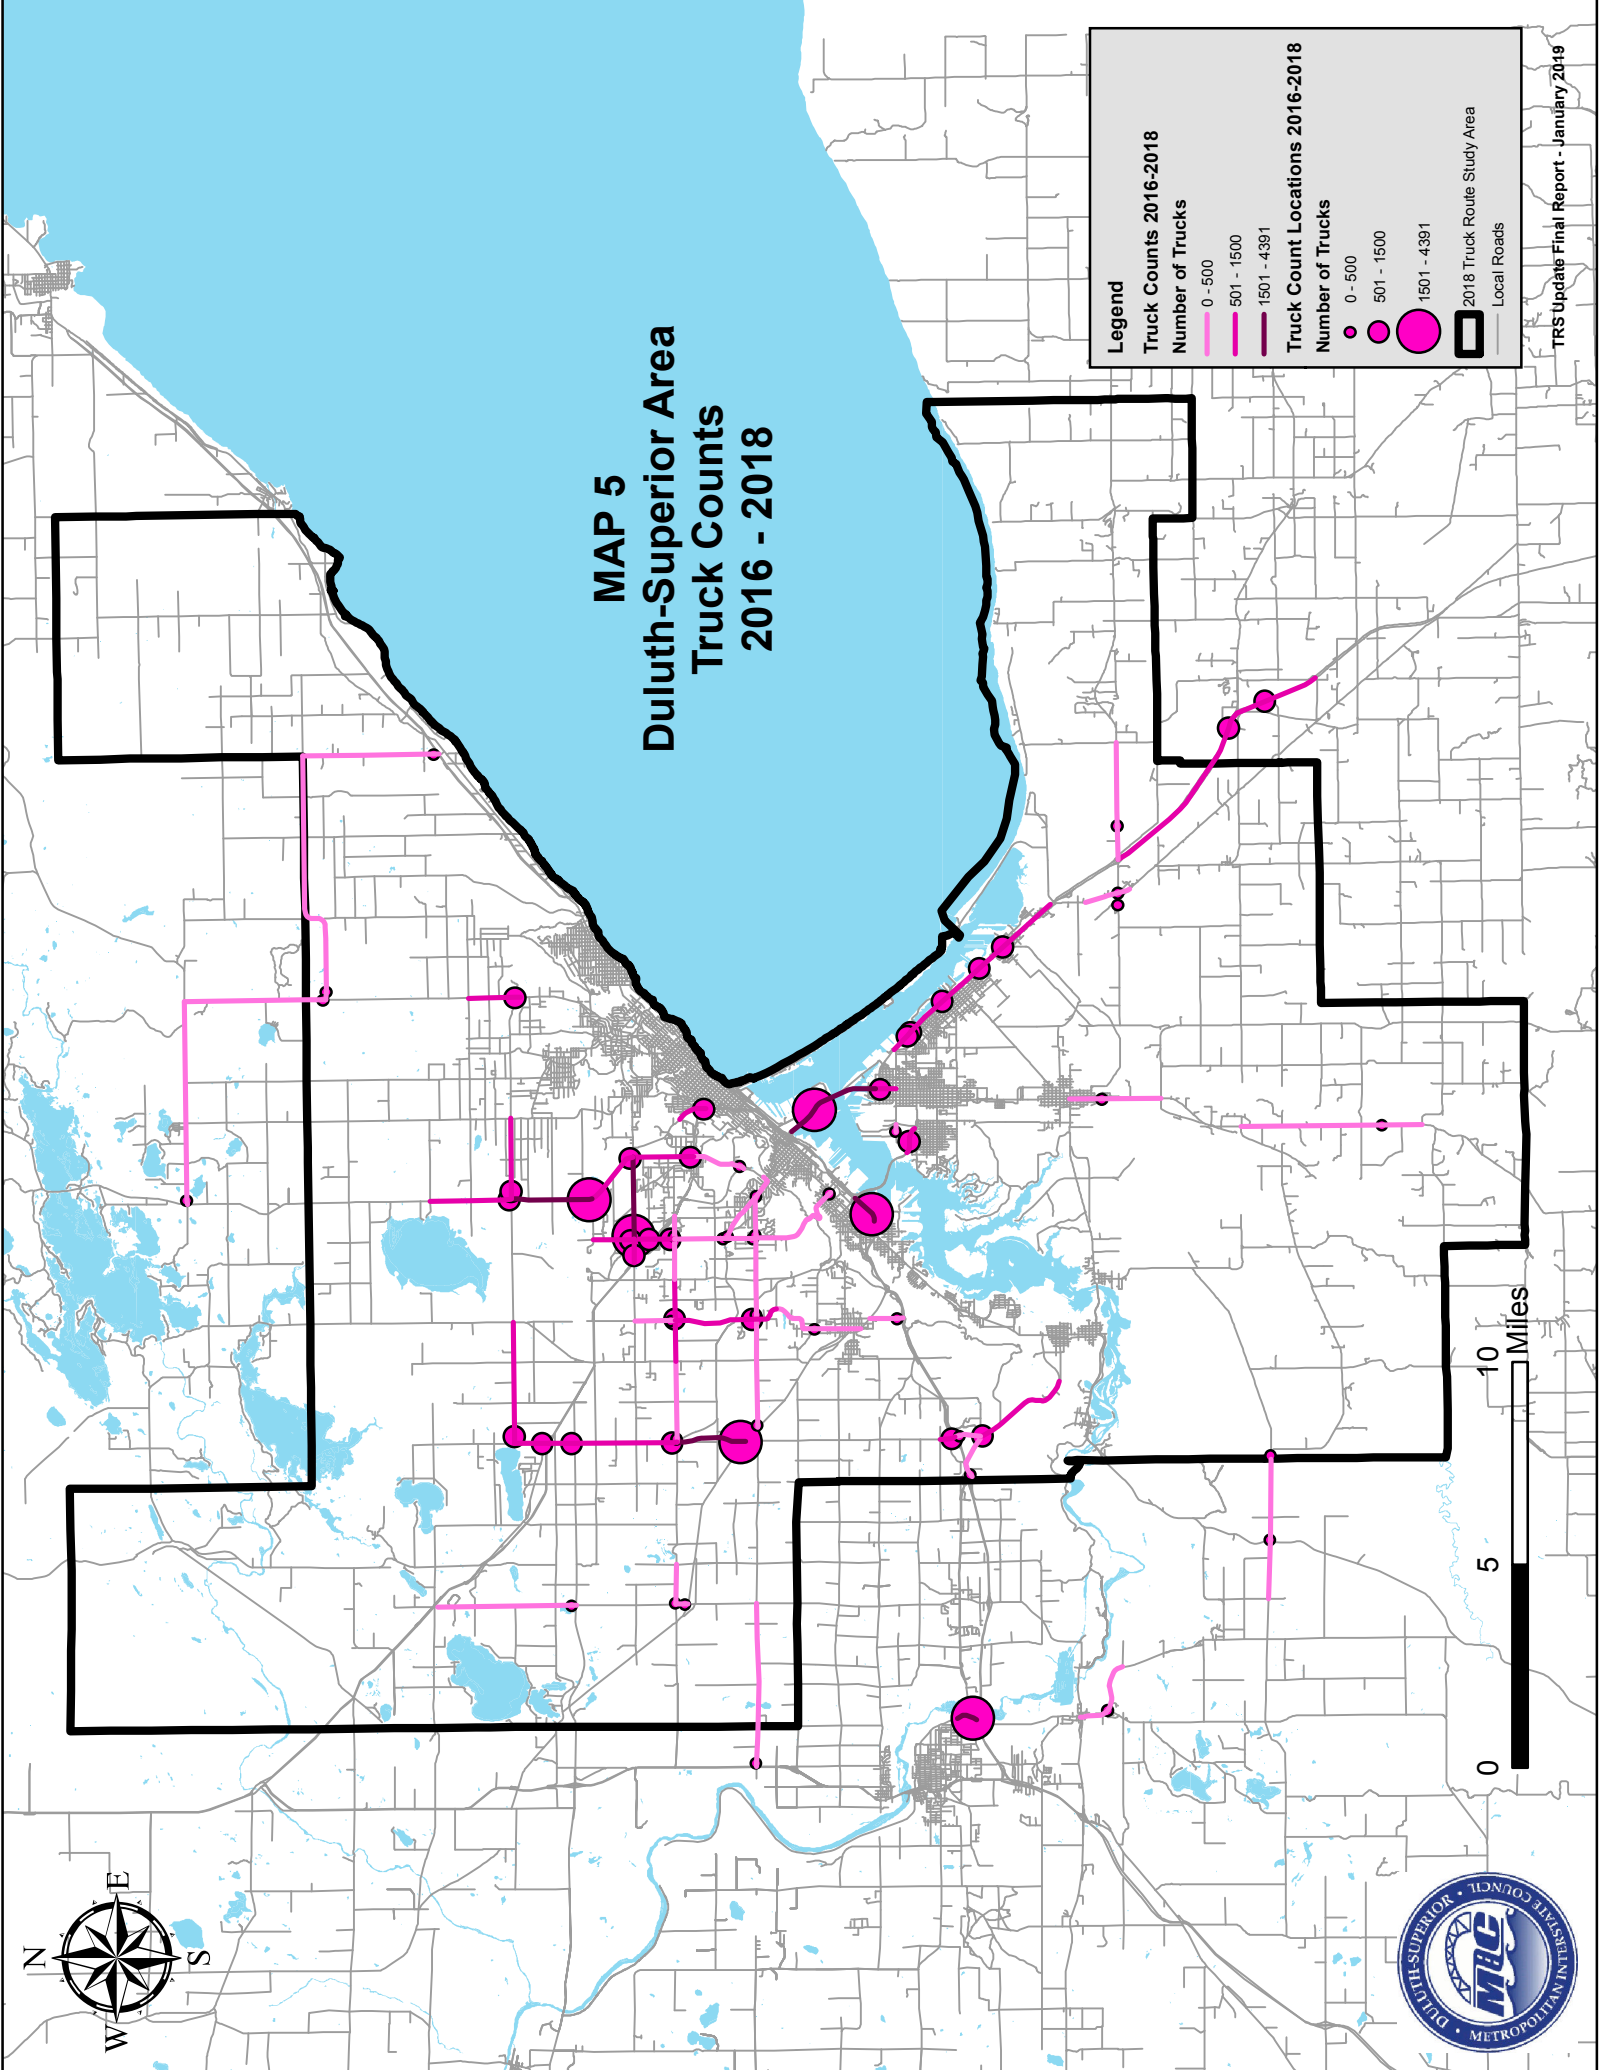 MAP 5
Duluth-Superior Area
Truck Counts
2016 - 2018
Legend
Truck Counts 2016-2018
Number of Trucks
0 - 500
501 - 1500
1501 - 4391
Truck Count Locations 2016-2018
Number of Trucks
0 - 500
501 - 1500
1501 - 4391
2018 Truck Route Study Area
Local Roads
TRS Update Final Report - January 2019
N
E
S
W
0
5
10
Miles
DULUTH-SUPERIOR • METROPOLITAN INTERSTATE COUNCIL •
MIC